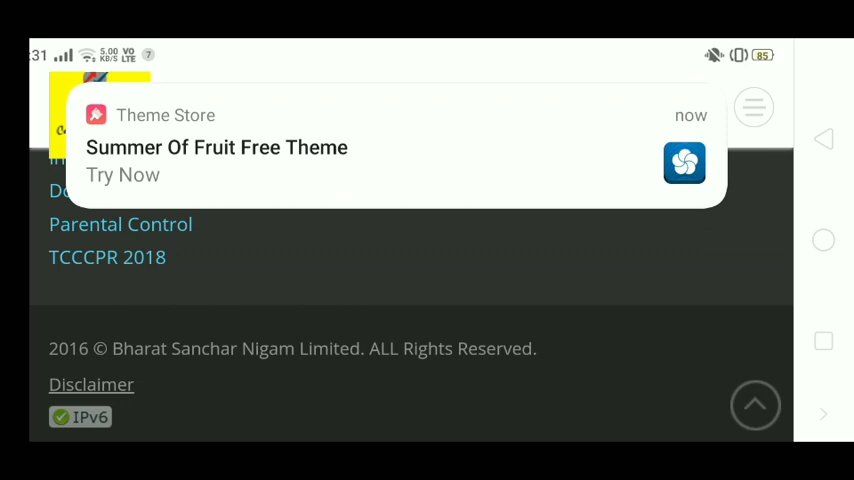 :31 5.00 KB/S VO LTE 7 85
Theme Store now
Summer Of Fruit Free Theme
Try Now
Parental Control
TCCCPR 2018
2016 © Bharat Sanchar Nigam Limited. ALL Rights Reserved.
Disclaimer
IPv6